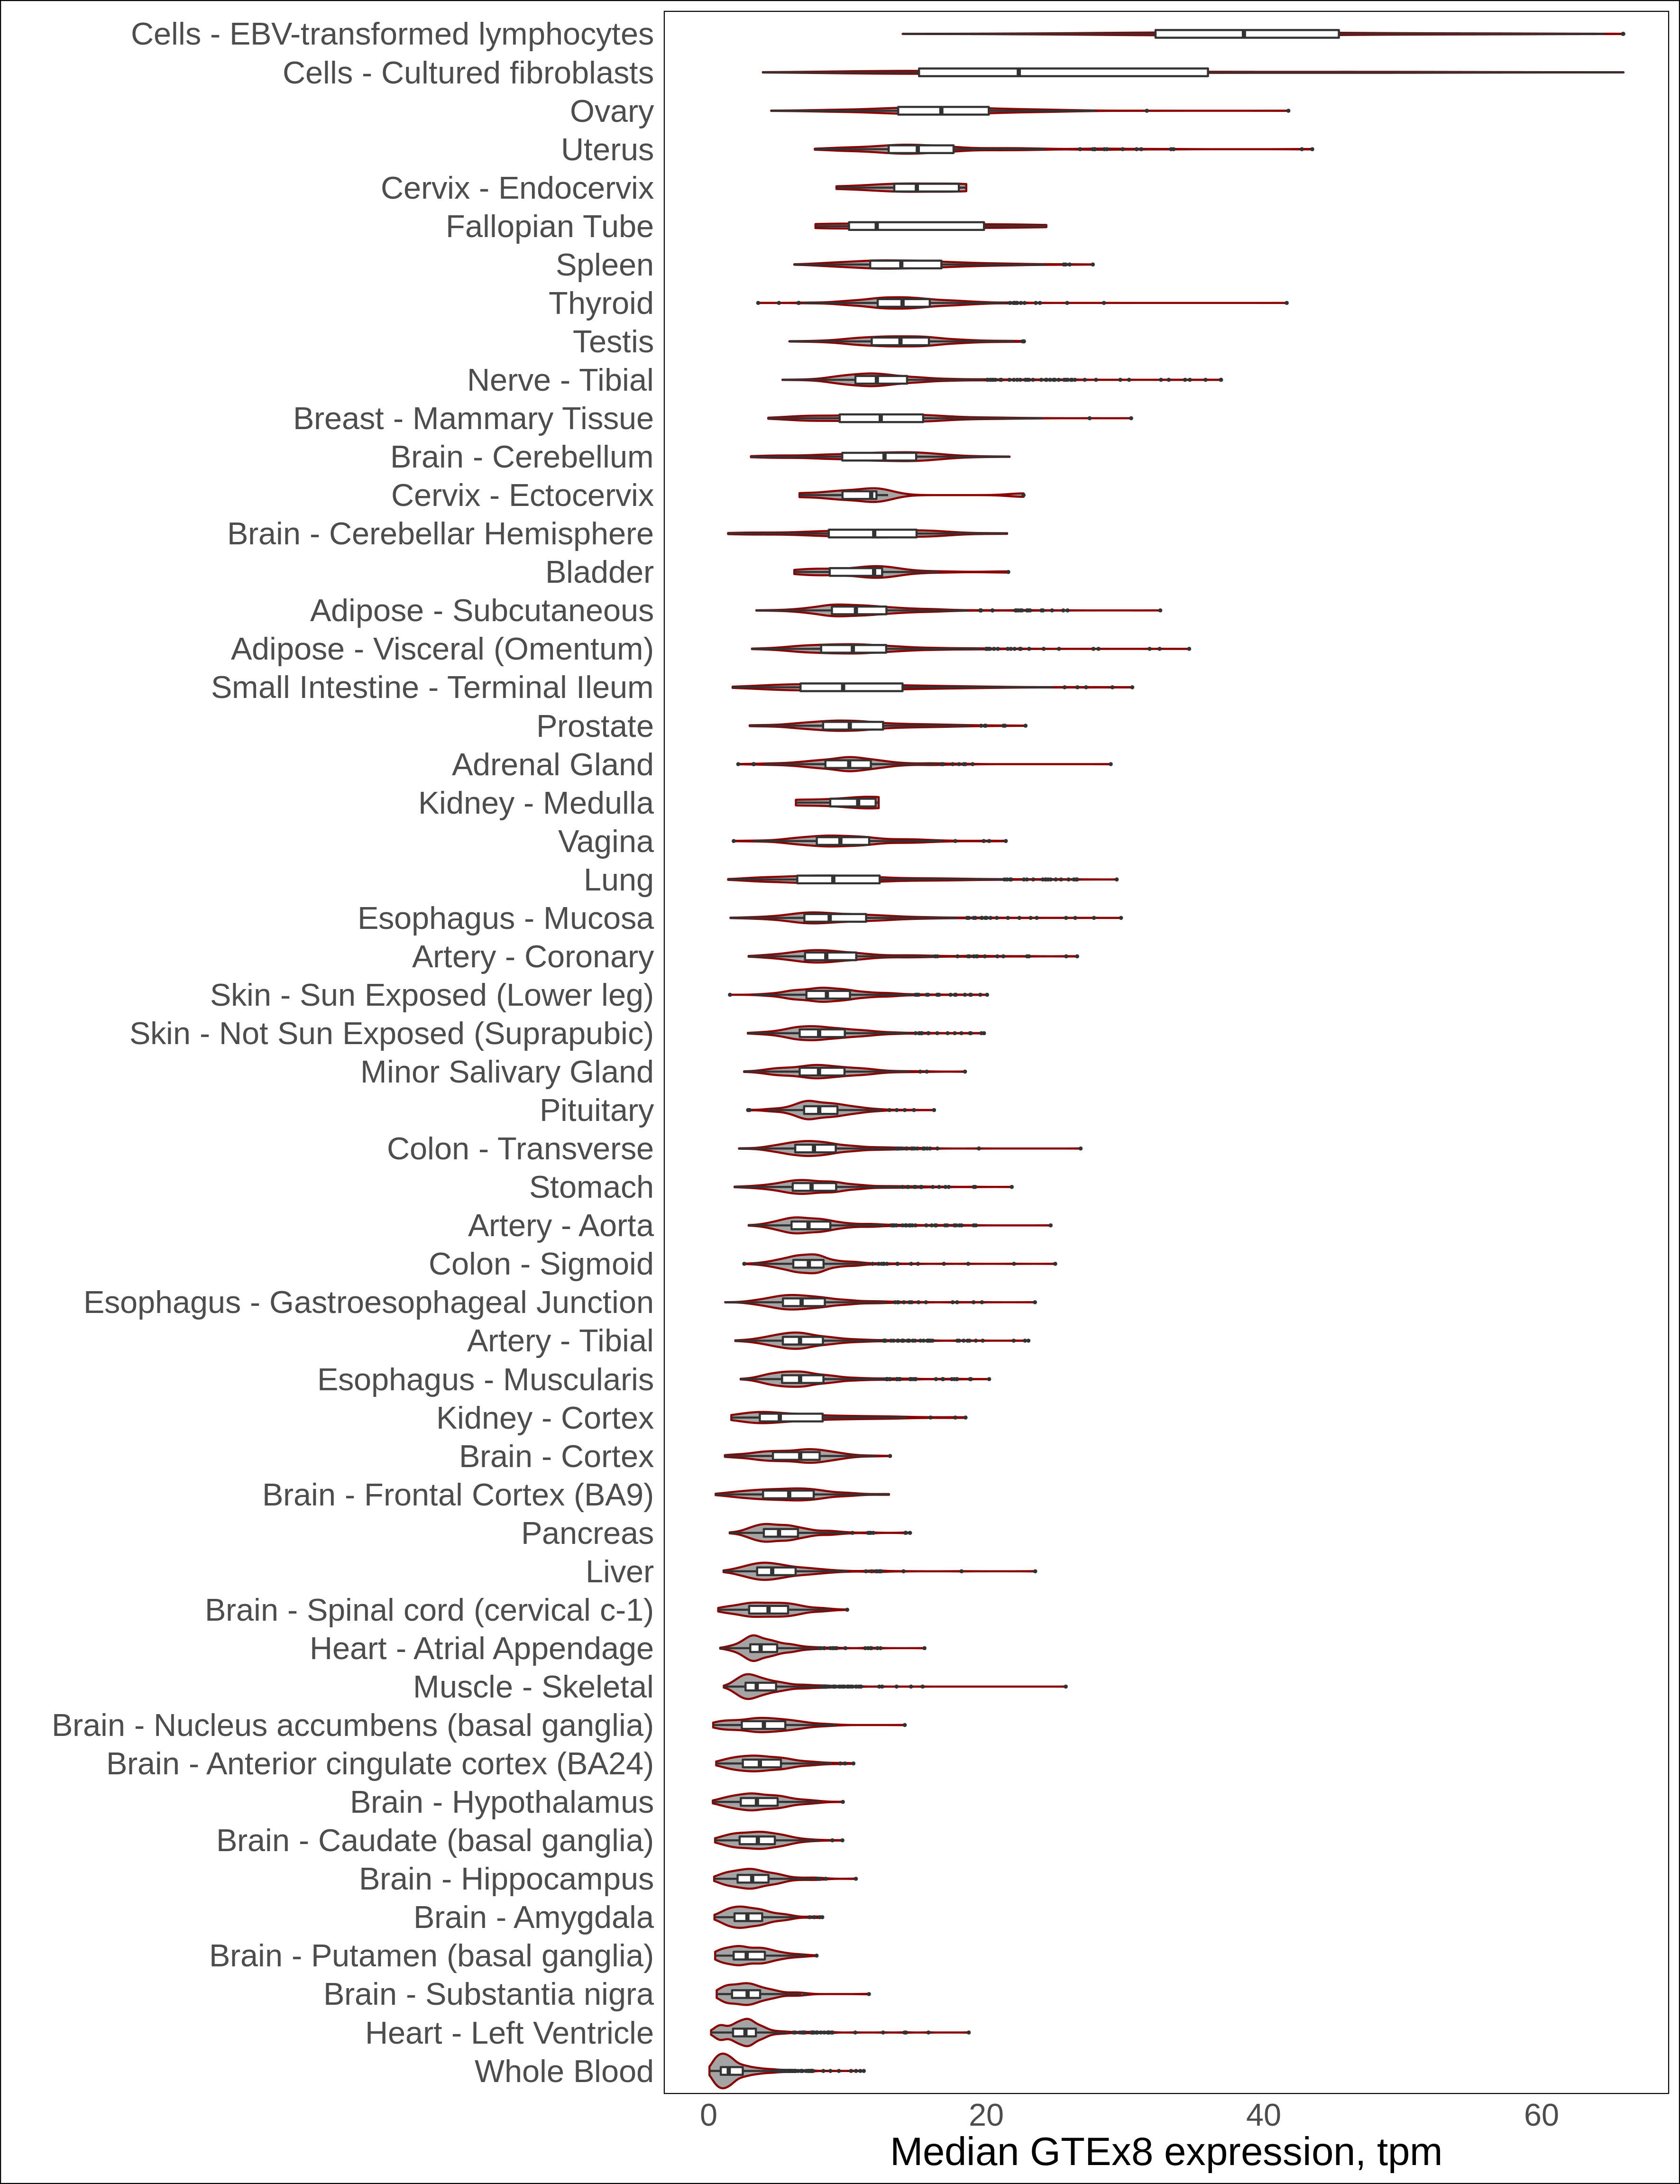 Cells - EBV-transformed lymphocytes
Cells - Cultured fibroblasts
Ovary
Uterus
Cervix - Endocervix
Fallopian Tube
Spleen
Thyroid
Testis
Nerve - Tibial
Breast - Mammary Tissue
Brain - Cerebellum
Cervix - Ectocervix
Brain - Cerebellar Hemisphere
Bladder
Adipose - Subcutaneous
Adipose - Visceral (Omentum)
Small Intestine - Terminal Ileum
Prostate
Adrenal Gland
Kidney - Medulla
Vagina
Lung
Esophagus - Mucosa
Artery - Coronary
Skin - Sun Exposed (Lower leg)
Skin - Not Sun Exposed (Suprapubic)
Minor Salivary Gland
Pituitary
Colon - Transverse
Stomach
Artery - Aorta
Colon - Sigmoid
Esophagus - Gastroesophageal Junction
Artery - Tibial
Esophagus - Muscularis
Kidney - Cortex
Brain - Cortex
Brain - Frontal Cortex (BA9)
Pancreas
Liver
Brain - Spinal cord (cervical c-1)
Heart - Atrial Appendage
Muscle - Skeletal
Brain - Nucleus accumbens (basal ganglia)
Brain - Anterior cingulate cortex (BA24)
Brain - Hypothalamus
Brain - Caudate (basal ganglia)
Brain - Hippocampus
Brain - Amygdala
Brain - Putamen (basal ganglia)
Brain - Substantia nigra
Heart - Left Ventricle
Whole Blood
0 20 40 60
Median GTEx8 expression, tpm